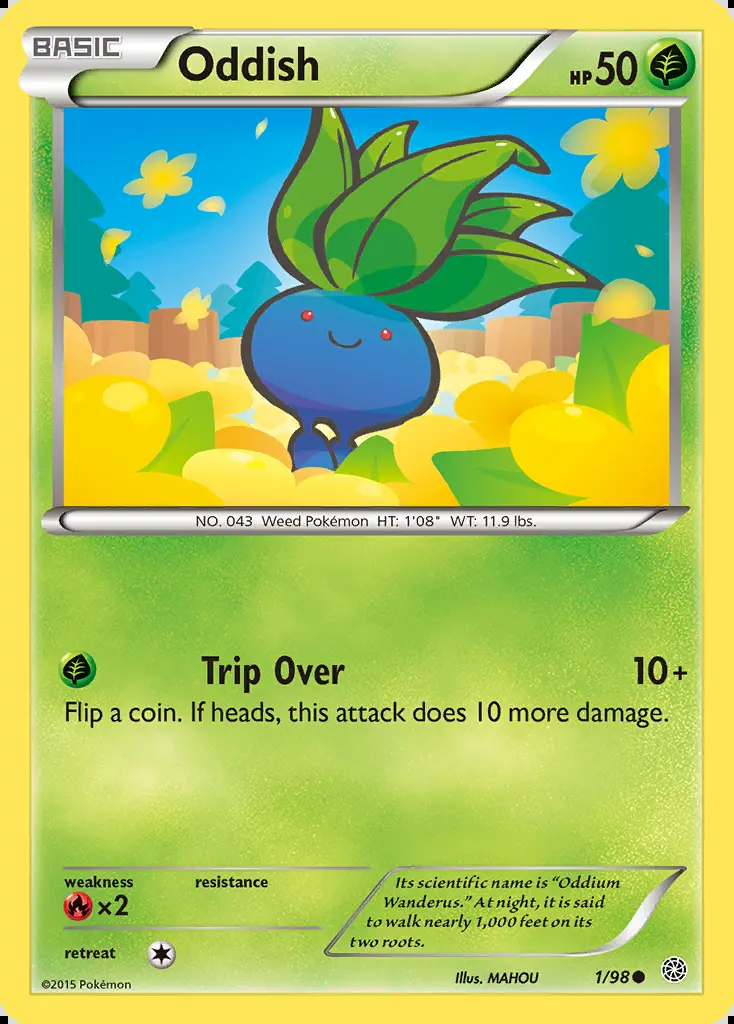 BASIC Oddish HP50
NO. 043 Weed Pokémon HT: 1'08" WT: 11.9 lbs.
Trip Over 10+
Flip a coin. If heads, this attack does 10 more damage.
weakness resistance
×2
retreat
Its scientific name is “Oddium
Wanderus.” At night, it is said
to walk nearly 1,000 feet on its
two roots.
©2015 Pokémon Illus. MAHOU 1/98